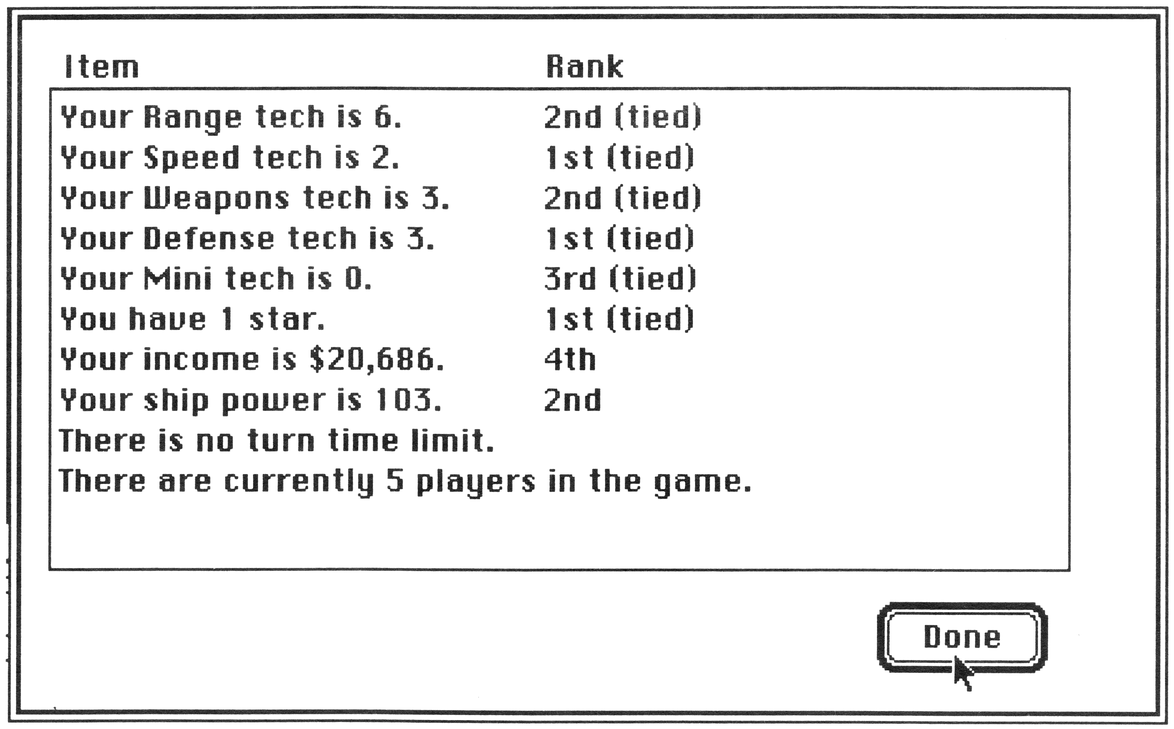 Item Rank
Your Range tech is 6. 2nd (tied)
Your Speed tech is 2. 1st (tied)
Your Weapons tech is 3. 2nd (tied)
Your Defense tech is 3. 1st (tied)
Your Mini tech is 0. 3rd (tied)
You have 1 star. 1st (tied)
Your income is $20,686. 4th
Your ship power is 103. 2nd
There is no turn time limit.
There are currently 5 players in the game.
Done